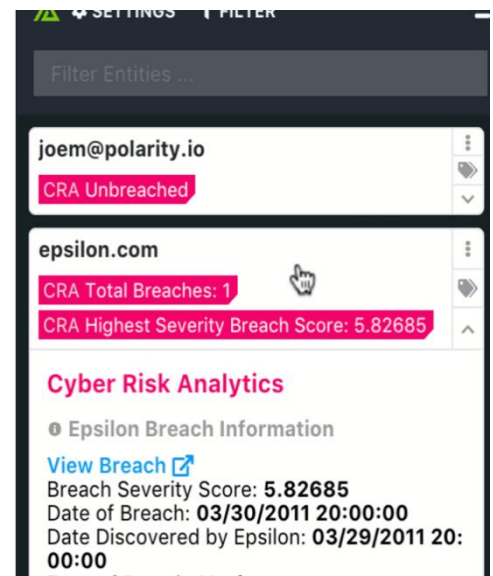 SETTINGS FILTER
Filter Entities ...
joem@polarity.io
CRA Unbreached
epsilon.com
CRA Total Breaches: 1
CRA Highest Severity Breach Score: 5.82685
Cyber Risk Analytics
Epsilon Breach Information
View Breach
Breach Severity Score: 5.82685
Date of Breach: 03/30/2011 20:00:00
Date Discovered by Epsilon: 03/29/2011 20:
00:00